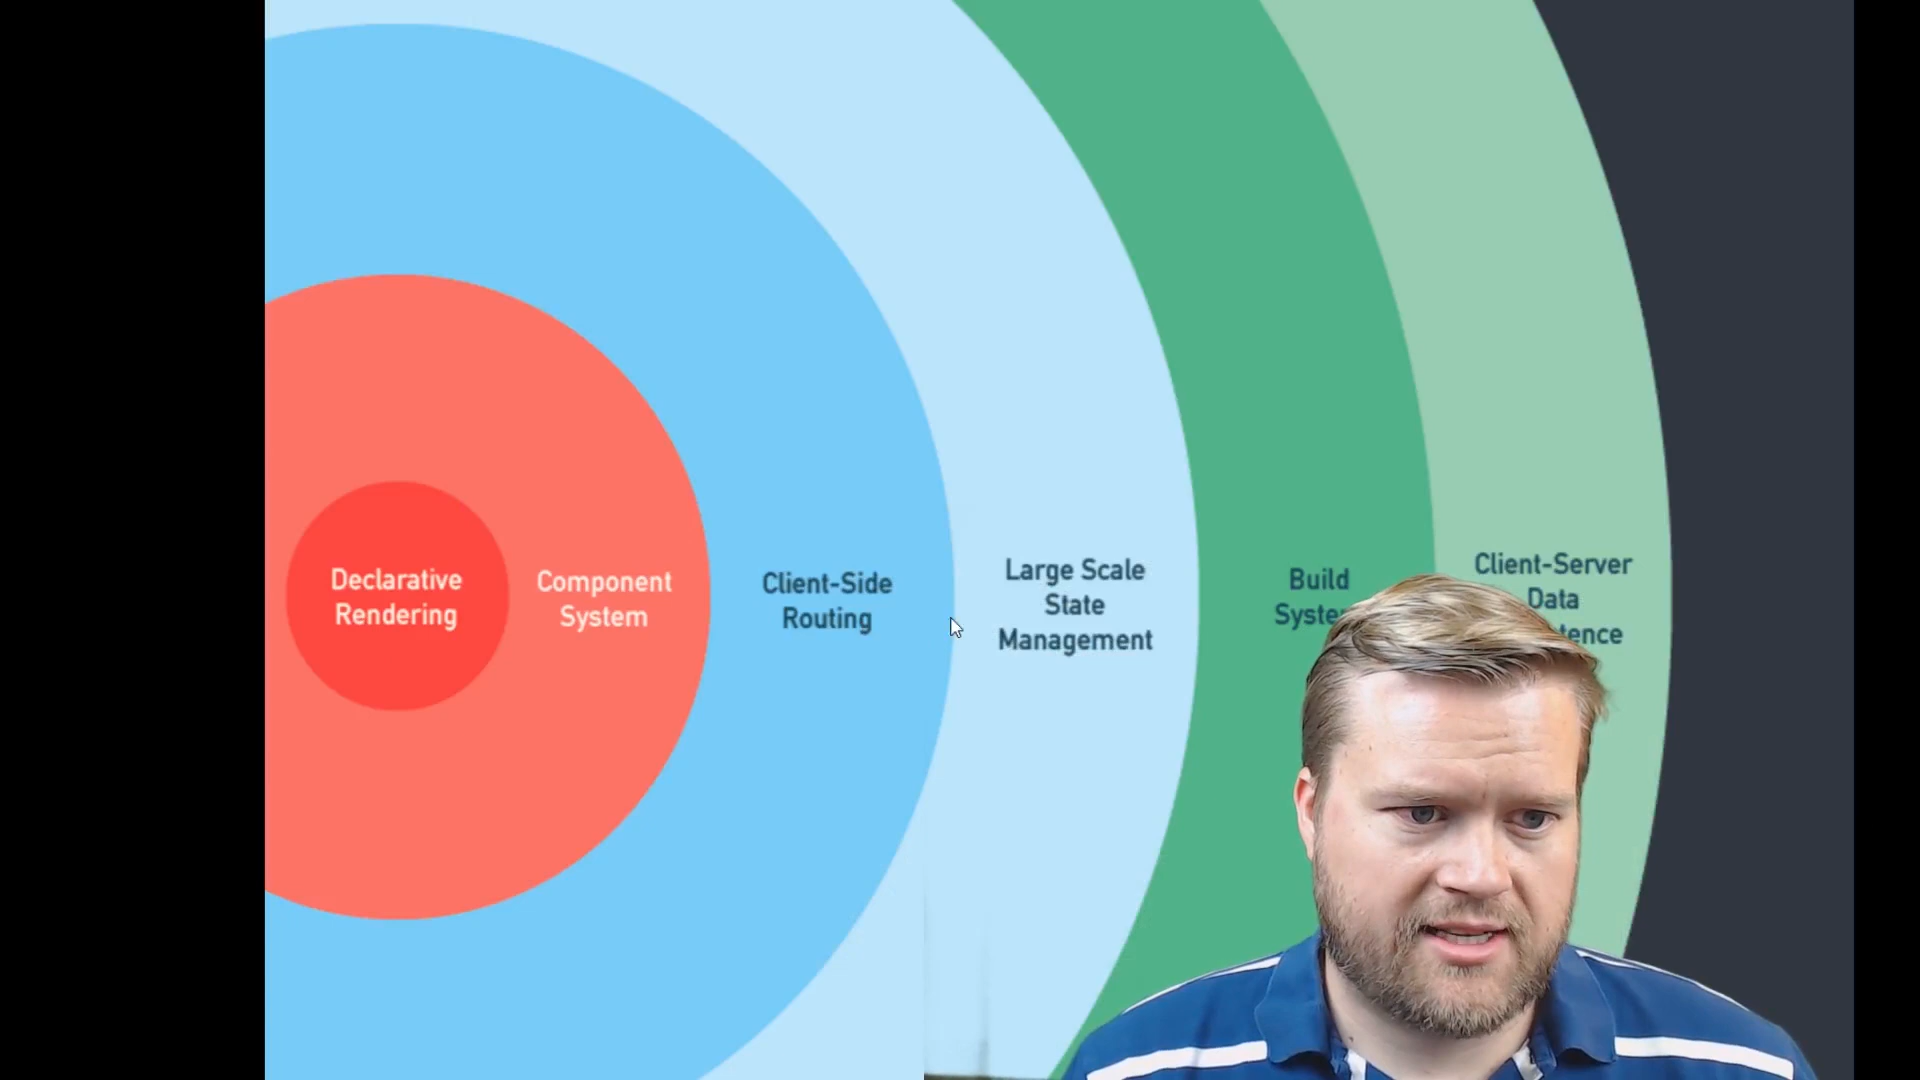 Declarative
Rendering
Component
System
Client-Side
Routing
Large Scale
State
Management
Build
Client-Server
Data